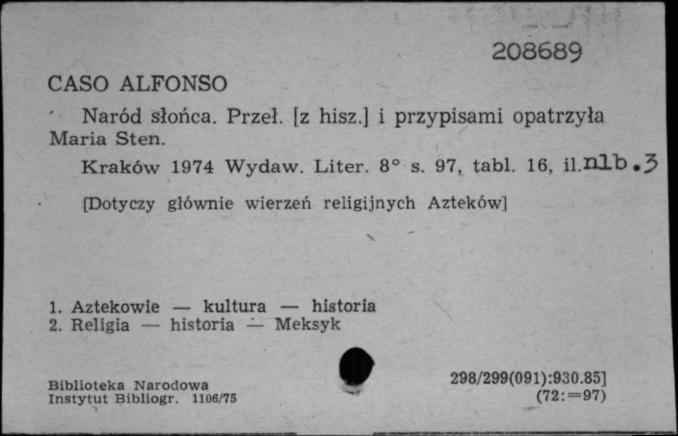 208689
CASO ALFONSO
Naród słońca. Przeł. [z hisz.] i przypisami opatrzyła
Maria Sten.
Kraków 1974 Wydaw. Liter. 8° s. 97, tabl. 16, il.nlb.3
[Dotyczy głównie wierzeń religijnych Azteków]
1. Aztekowie — kultura — historia
2. Religia — historia — Meksyk
Biblioteka Narodowa
Instytut Bibliogr. 1106/75
298/299(091):930.85]
(72:=97)